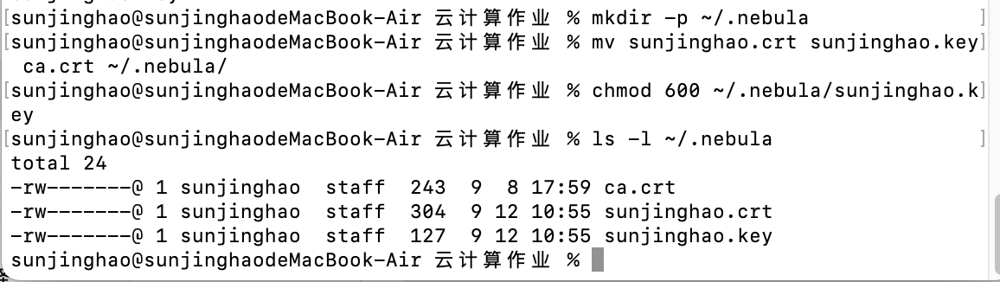 [sunjinghao@sunjinghaodeMacBook-Air 云计算作业 % mkdir -p ~/.nebula ]
[sunjinghao@sunjinghaodeMacBook-Air 云计算作业 % mv sunjinghao.crt sunjinghao.key]
 ca.crt ~/.nebula/
[sunjinghao@sunjinghaodeMacBook-Air 云计算作业 % chmod 600 ~/.nebula/sunjinghao.k]
ey
[sunjinghao@sunjinghaodeMacBook-Air 云计算作业 % ls -l ~/.nebula ]
total 24
-rw-------@ 1 sunjinghao  staff  243  9  8 17:59 ca.crt
-rw-------@ 1 sunjinghao  staff  304  9 12 10:55 sunjinghao.crt
-rw-------@ 1 sunjinghao  staff  127  9 12 10:55 sunjinghao.key
sunjinghao@sunjinghaodeMacBook-Air 云计算作业 %